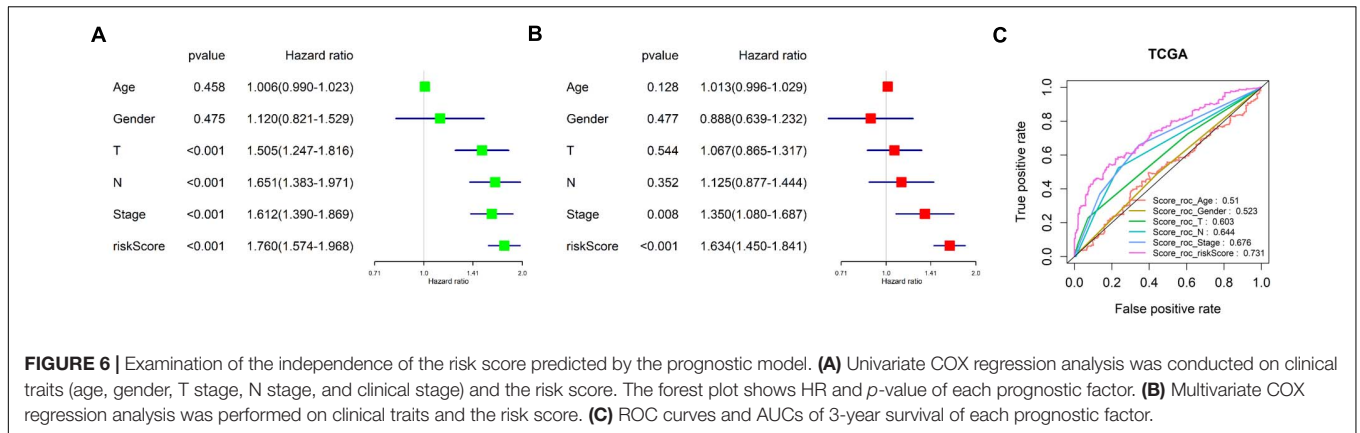 A
pvalue Hazard ratio
Age 0.458 1.006(0.990-1.023)
Gender 0.475 1.120(0.821-1.529)
T <0.001 1.505(1.247-1.816)
N <0.001 1.651(1.383-1.971)
Stage <0.001 1.612(1.390-1.869)
riskScore <0.001 1.760(1.574-1.968)
0.71 1.0 1.41 2.0
Hazard ratio
B
pvalue Hazard ratio
Age 0.128 1.013(0.996-1.029)
Gender 0.477 0.888(0.639-1.232)
T 0.544 1.067(0.865-1.317)
N 0.352 1.125(0.877-1.444)
Stage 0.008 1.350(1.080-1.687)
riskScore <0.001 1.634(1.450-1.841)
0.71 1.0 1.41 2.0
Hazard ratio
C
TCGA
True positive rate
1.0
0.8
0.6
0.4
0.2
0.0
Score_roc_Age : 0.51
Score_roc_Gender : 0.523
Score_roc_T : 0.603
Score_roc_N : 0.644
Score_roc_Stage : 0.676
Score_roc_riskScore : 0.731
0.0 0.2 0.4 0.6 0.8 1.0
False positive rate
FIGURE 6 | Examination of the independence of the risk score predicted by the prognostic model. (A) Univariate COX regression analysis was conducted on clinical
traits (age, gender, T stage, N stage, and clinical stage) and the risk score. The forest plot shows HR and p-value of each prognostic factor. (B) Multivariate COX
regression analysis was performed on clinical traits and the risk score. (C) ROC curves and AUCs of 3-year survival of each prognostic factor.